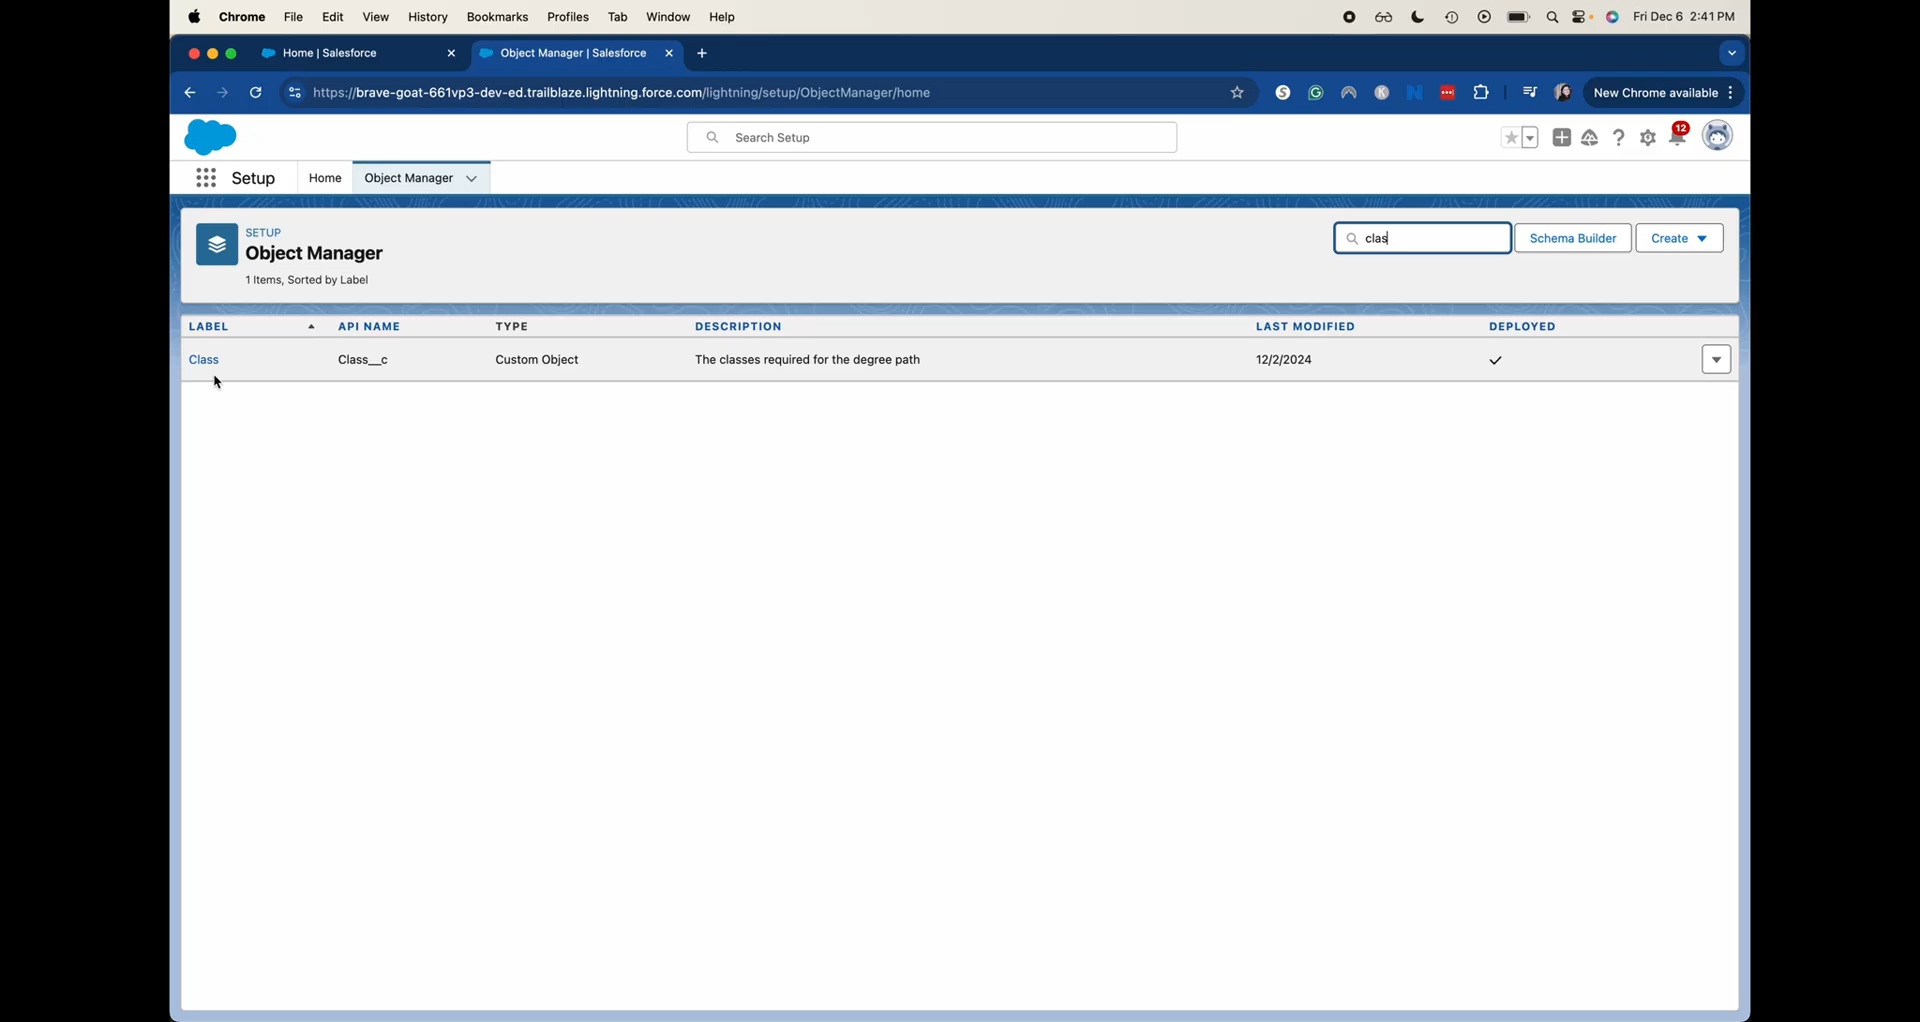 Chrome File Edit View History Bookmarks Profiles Tab Window Help Fri Dec 6 2:41 PM
Home | Salesforce Object Manager | Salesforce
https://brave-goat-661vp3-dev-ed.trailblaze.lightning.force.com/lightning/setup/ObjectManager/home New Chrome available
Search Setup 12
Setup Home Object Manager
SETUP
Object Manager
1 Items, Sorted by Label
clas Schema Builder Create
LABEL API NAME TYPE DESCRIPTION LAST MODIFIED DEPLOYED
Class Class__c Custom Object The classes required for the degree path 12/2/2024